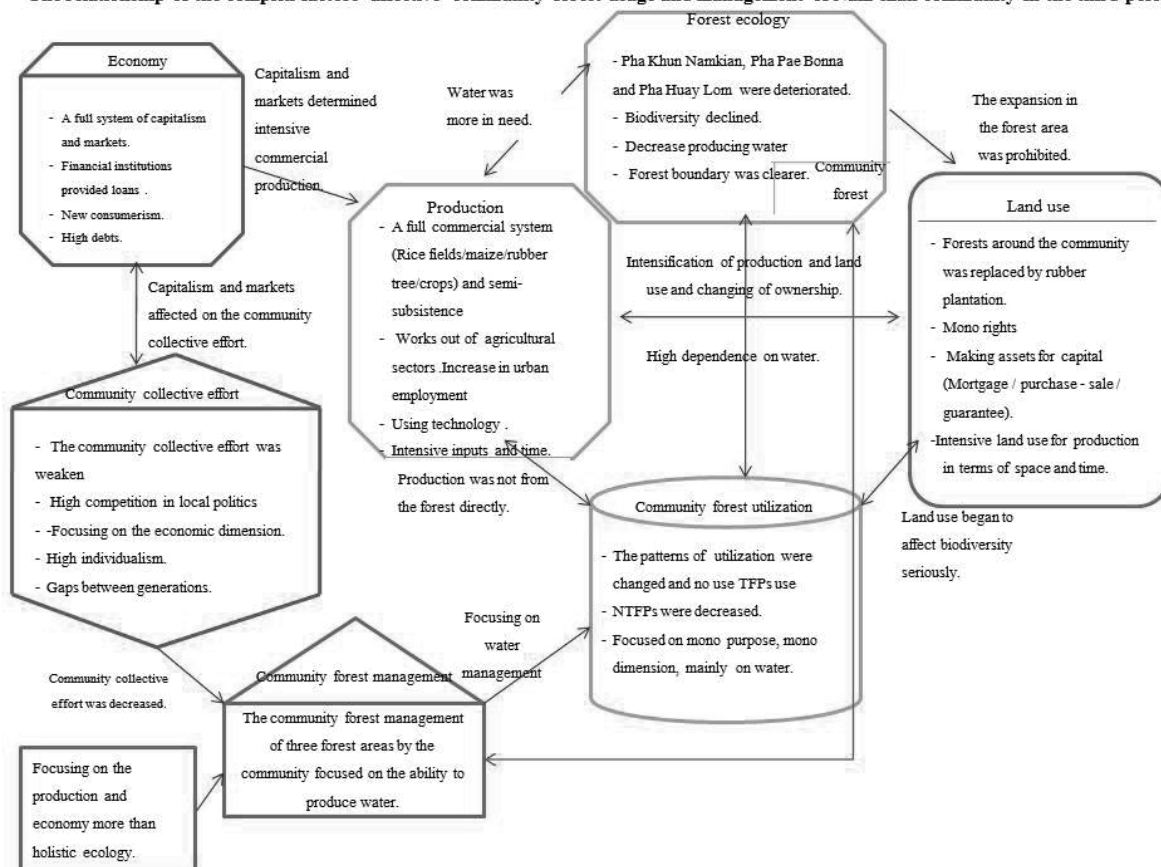 Forest ecology
- Pha Khun Namkian, Pha Pae Bonna
and Pha Huay Lom were deteriorated.
- Biodiversity declined.
- Decrease producing water
- Forest boundary was clearer.
Community
forest
Economy
- A full system of capitalism
and markets.
- Financial institutions
provided loans .
- New consumerism.
- High debts.
Capitalism and
markets determined
intensive
commercial
production.
Water was
more in need.
The expansion in
the forest area
was prohibited.
Production
- A full commercial system
(Rice fields/maize/rubber
tree/crops) and semi-
subsistence
- Works out of agricultural
sectors .Increase in urban
employment
- Using technology .
- Intensive inputs and time.
Production was not from
the forest directly.
Intensification of production and land
use and changing of ownership.
High dependence on water.
Land use
- Forests around the community
was replaced by rubber
plantation.
- Mono rights
- Making assets for capital
(Mortgage / purchase - sale /
guarantee).
-Intensive land use for production
in terms of space and time.
Land use began to
affect biodiversity
seriously.
Capitalism and markets
affected on the community
collective effort.
Community collective effort
- The community collective effort was
weaken
- High competition in local politics
- -Focusing on the economic dimension.
- High individualism.
- Gaps between generations.
Community forest utilization
- The patterns of utilization were
changed and no use TFPs use
- NTFPs were decreased.
- Focused on mono purpose, mono
dimension, mainly on water.
Focusing on
water
management
Community collective
effort was decreased.
Community forest management
The community forest management
of three forest areas by the
community focused on the ability to
produce water.
Focusing on the
production and
economy more than
holistic ecology.